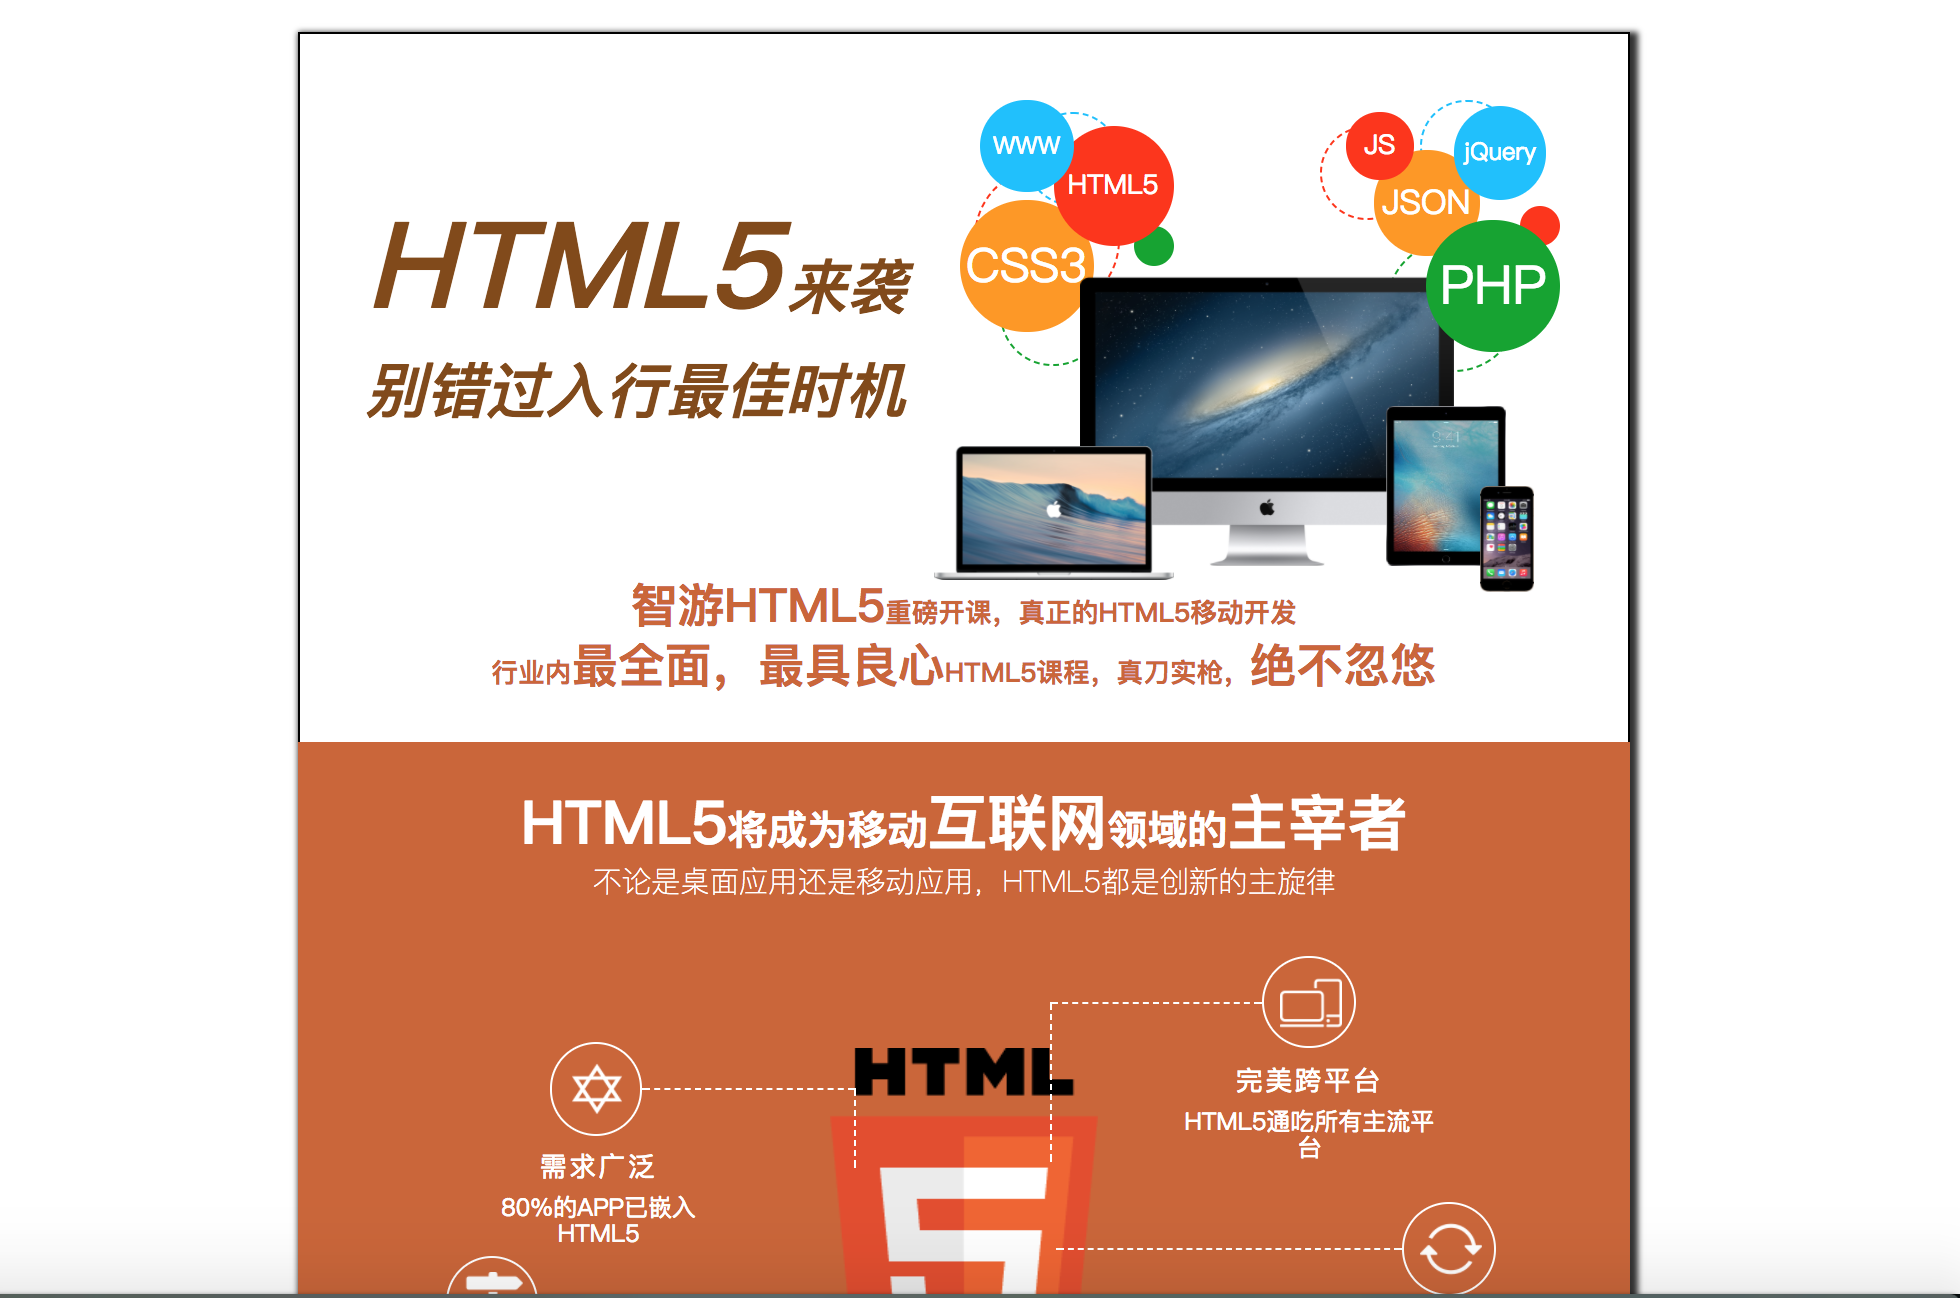 WWW
HTML5
CSS3
JS
jQuery
JSON
PHP
HTML5来袭
别错过入行最佳时机
智游HTML5重磅开课，真正的HTML5移动开发
行业内最全面，最具良心HTML5课程，真刀实枪，绝不忽悠
HTML5将成为移动互联网领域的主宰者
不论是桌面应用还是移动应用，HTML5都是创新的主旋律
HTML
5
完美跨平台
HTML5通吃所有主流平
台
需求广泛
80%的APP已嵌入
HTML5